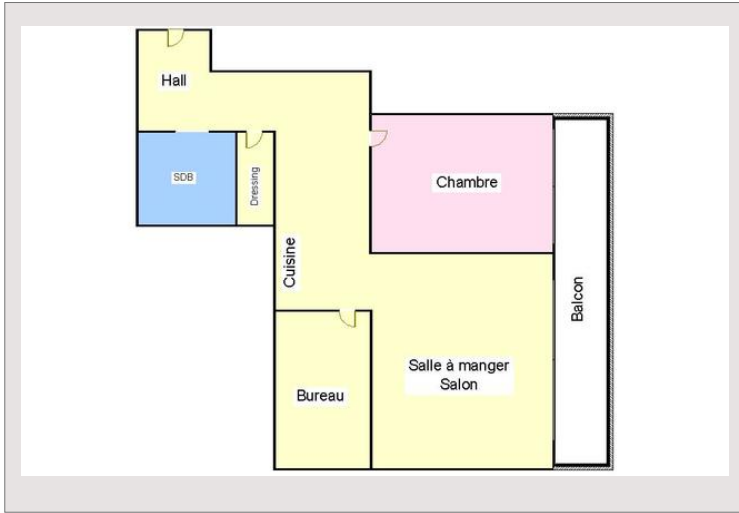 Hall
SDB
Dressing
Chambre
Cuisine
Balcon
Salle à manger
Salon
Bureau